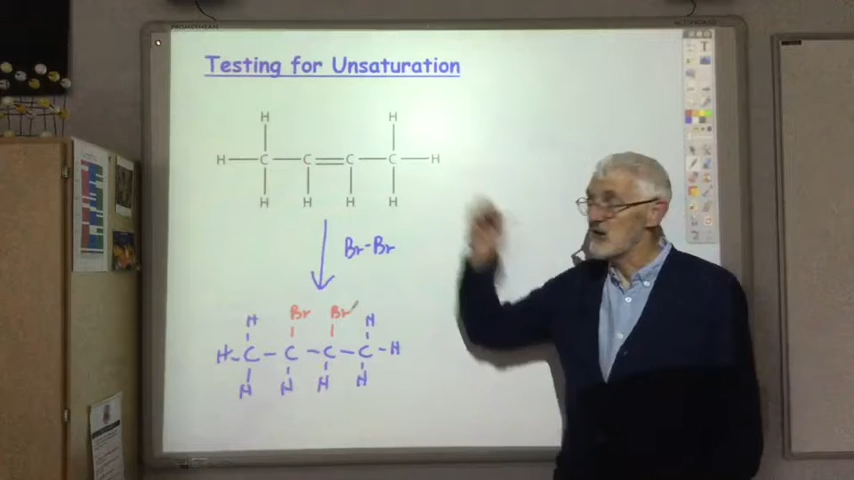 Testing for Unsaturation
H H
H C C C C H
H H H H
Br-Br
H Br Br H
H-C-C-C-C-H
H H H H